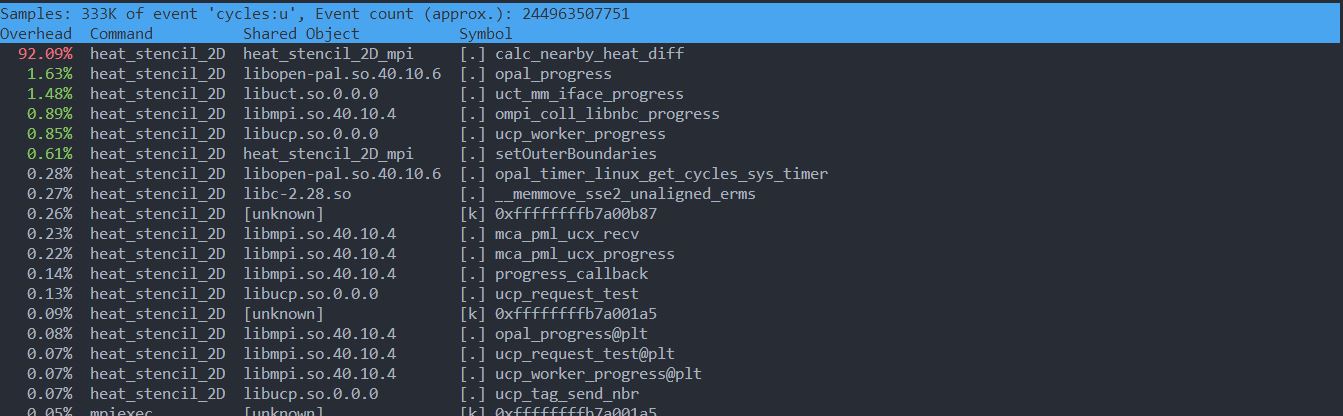 Samples: 333K of event 'cycles:u', Event count (approx.): 244963507751
Overhead  Command  Shared Object  Symbol
92.09%  heat_stencil_2D  heat_stencil_2D_mpi  [.] calc_nearby_heat_diff
1.63%  heat_stencil_2D  libopen-pal.so.40.10.6  [.] opal_progress
1.48%  heat_stencil_2D  libuct.so.0.0.0  [.] uct_mm_iface_progress
0.89%  heat_stencil_2D  libmpi.so.40.10.4  [.] ompi_coll_libnbc_progress
0.85%  heat_stencil_2D  libucp.so.0.0.0  [.] ucp_worker_progress
0.61%  heat_stencil_2D  heat_stencil_2D_mpi  [.] setOuterBoundaries
0.28%  heat_stencil_2D  libopen-pal.so.40.10.6  [.] opal_timer_linux_get_cycles_sys_timer
0.27%  heat_stencil_2D  libc-2.28.so  [.] __memmove_sse2_unaligned_erms
0.26%  heat_stencil_2D  [unknown]  [k] 0xffffffffb7a00b87
0.23%  heat_stencil_2D  libmpi.so.40.10.4  [.] mca_pml_ucx_recv
0.22%  heat_stencil_2D  libmpi.so.40.10.4  [.] mca_pml_ucx_progress
0.14%  heat_stencil_2D  libmpi.so.40.10.4  [.] progress_callback
0.13%  heat_stencil_2D  libucp.so.0.0.0  [.] ucp_request_test
0.09%  heat_stencil_2D  [unknown]  [k] 0xffffffffb7a001a5
0.08%  heat_stencil_2D  libmpi.so.40.10.4  [.] opal_progress@plt
0.07%  heat_stencil_2D  libmpi.so.40.10.4  [.] ucp_request_test@plt
0.07%  heat_stencil_2D  libmpi.so.40.10.4  [.] ucp_worker_progress@plt
0.07%  heat_stencil_2D  libucp.so.0.0.0  [.] ucp_tag_send_nbr
0.05%  mpiexec  [unknown]  [k] 0xffffffffb7a001a5